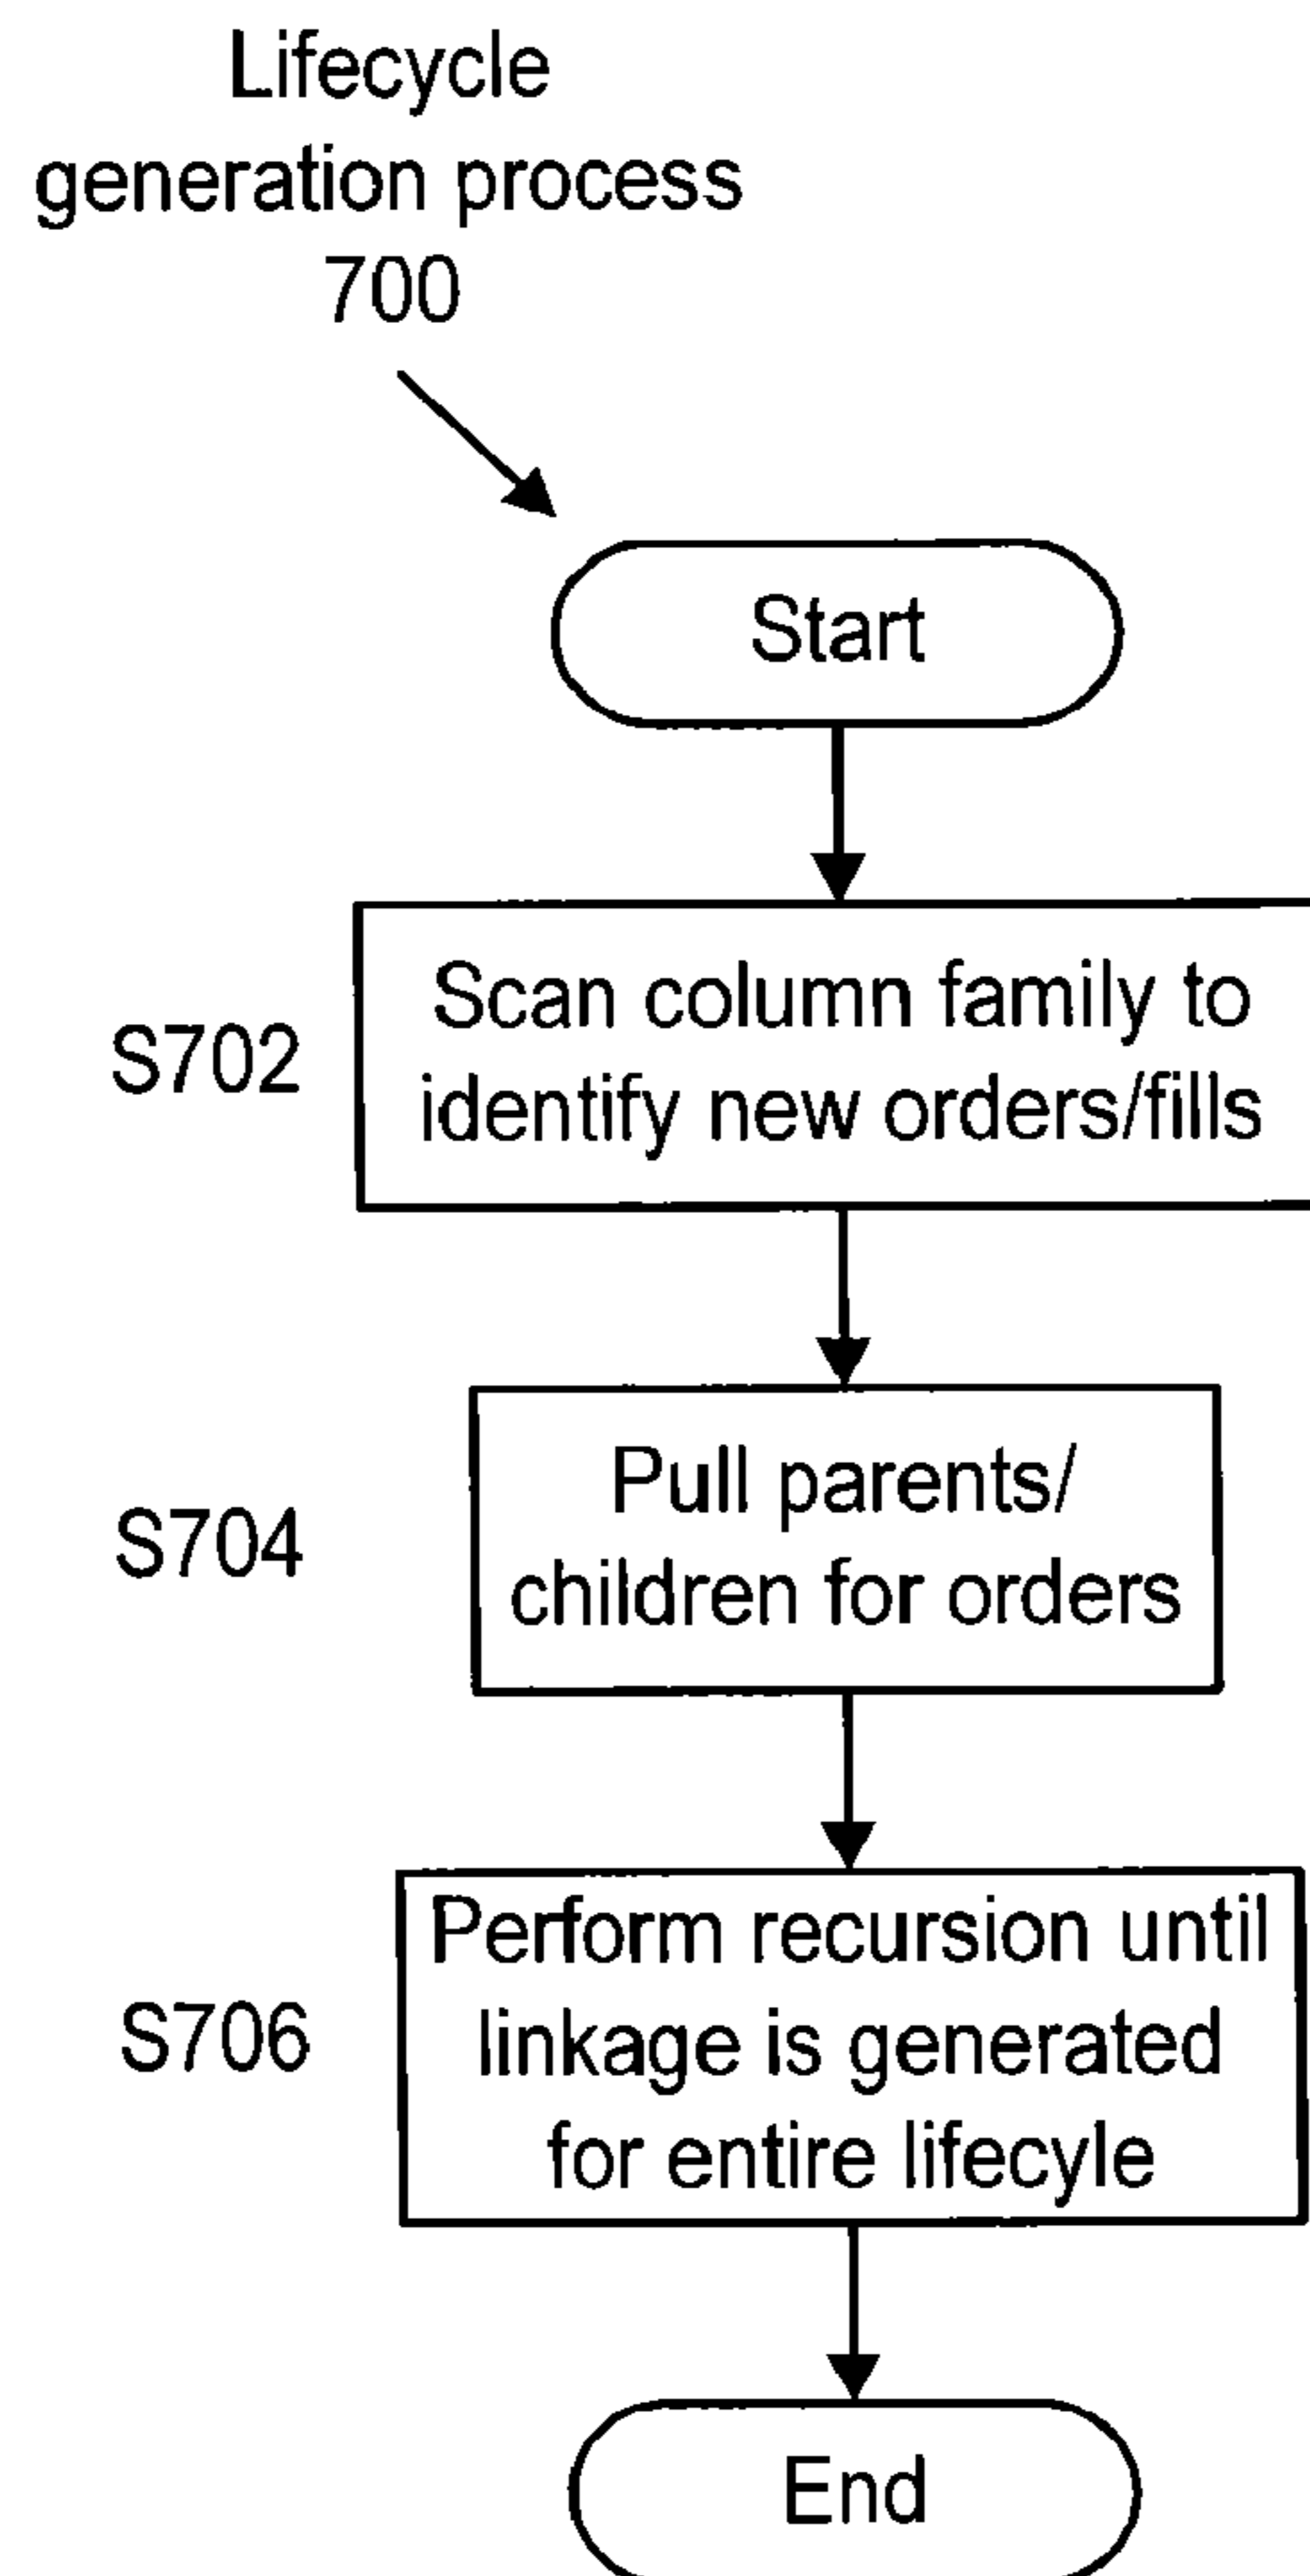 Lifecycle
generation process
700
Start
S702
Scan column family to
identify new orders/fills
S704
Pull parents/
children for orders
S706
Perform recursion until
linkage is generated
for entire lifecyle
End